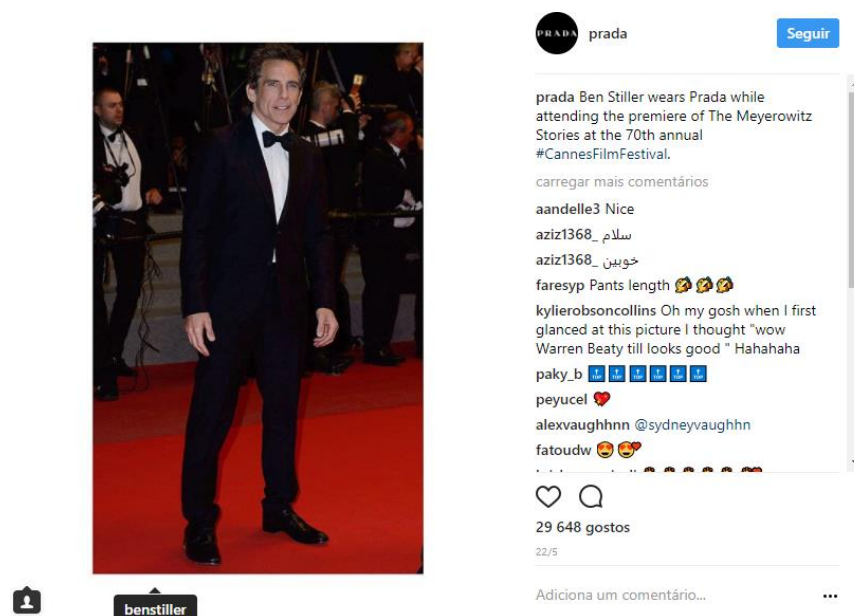 PRADA
prada
Seguir
prada Ben Stiller wears Prada while
attending the premiere of The Meyerowitz
Stories at the 70th annual
#CannesFilmFestival.
carregar mais comentários
aandelle3 Nice
aziz1368_ سلام
aziz1368_ خوبین
faresyp Pants length 🤣🤣🤣
kylierobsoncollins Oh my gosh when I first
glanced at this picture I thought "wow
Warren Beaty till looks good " Hahahaha
paky_b 🔝🔝🔝🔝🔝🔝
peyucel 💘
alexvaughhnn @sydneyvaughhn
fatoudw 😍😍
29 648 gostos
22/5
Adiciona um comentário...
benstiller